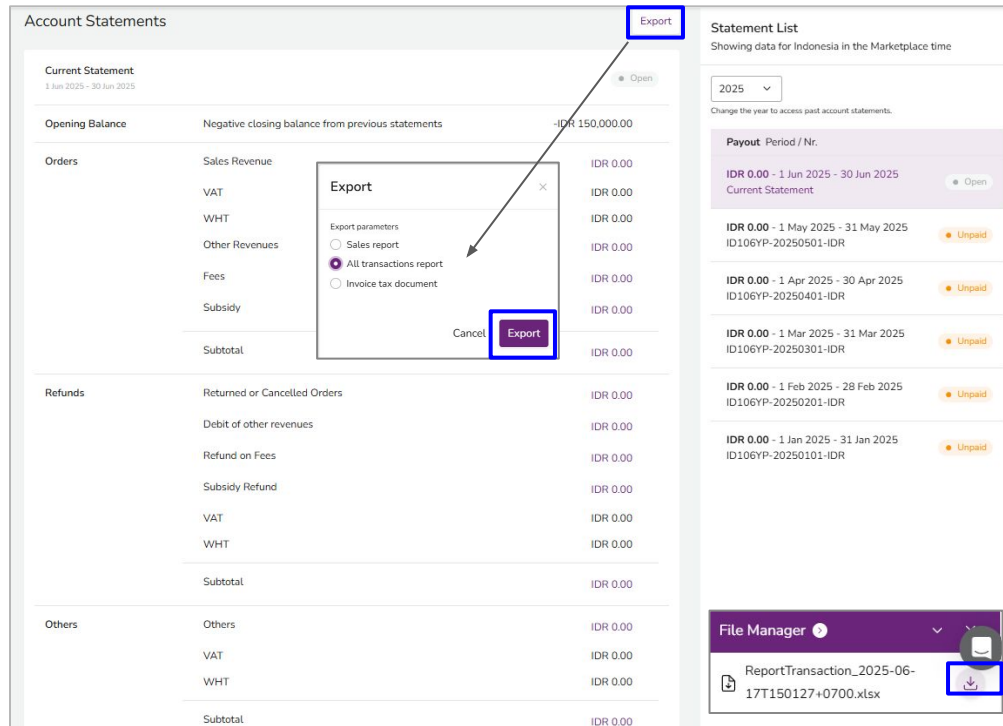 Account Statements
Export
Current Statement
1 Jun 2025 - 30 Jun 2025
Open
Opening Balance
Negative closing balance from previous statements
-IDR 150,000.00
Orders
Sales Revenue
IDR 0.00
VAT
IDR 0.00
WHT
IDR 0.00
Other Revenues
IDR 0.00
Fees
IDR 0.00
Subsidy
IDR 0.00
Subtotal
IDR 0.00
Export
Export parameters
Sales report
All transactions report
Invoice tax document
Cancel
Export
Refunds
Returned or Cancelled Orders
IDR 0.00
Debit of other revenues
IDR 0.00
Refund on Fees
IDR 0.00
Subsidy Refund
IDR 0.00
VAT
IDR 0.00
WHT
IDR 0.00
Subtotal
IDR 0.00
Others
Others
IDR 0.00
VAT
IDR 0.00
WHT
IDR 0.00
Subtotal
IDR 0.00
Statement List
Showing data for Indonesia in the Marketplace time
2025
Change the year to access past account statements.
Payout Period / Nr.
IDR 0.00 - 1 Jun 2025 - 30 Jun 2025
Current Statement
Open
IDR 0.00 - 1 May 2025 - 31 May 2025
ID106YP-20250501-IDR
Unpaid
IDR 0.00 - 1 Apr 2025 - 30 Apr 2025
ID106YP-20250401-IDR
Unpaid
IDR 0.00 - 1 Mar 2025 - 31 Mar 2025
ID106YP-20250301-IDR
Unpaid
IDR 0.00 - 1 Feb 2025 - 28 Feb 2025
ID106YP-20250201-IDR
Unpaid
IDR 0.00 - 1 Jan 2025 - 31 Jan 2025
ID106YP-20250101-IDR
Unpaid
File Manager
ReportTransaction_2025-06-
17T150127+0700.xlsx